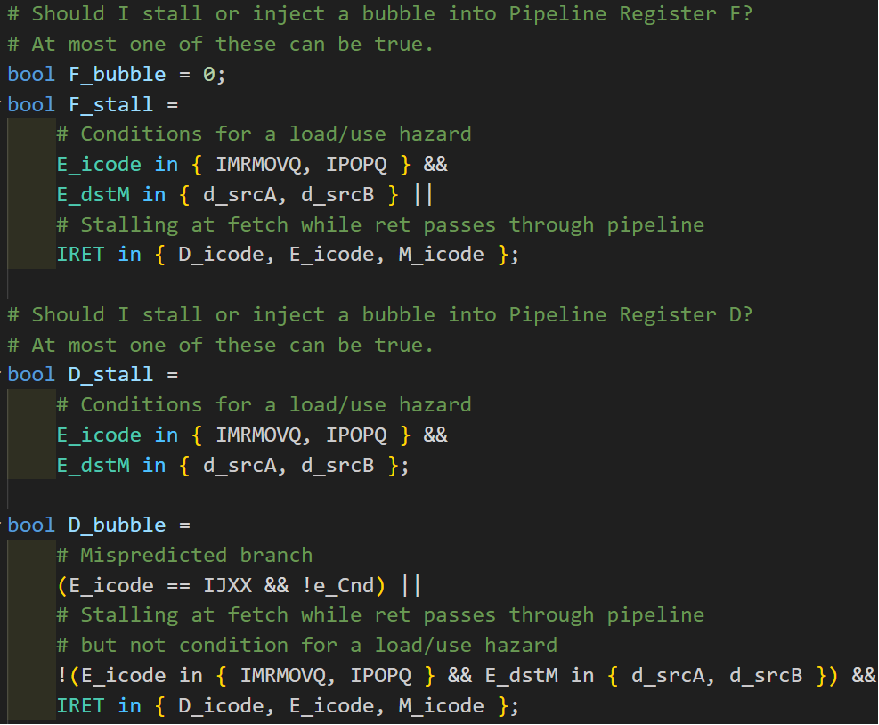 # Should I stall or inject a bubble into Pipeline Register F?
# At most one of these can be true.
bool F_bubble = 0;
bool F_stall =
    # Conditions for a load/use hazard
    E_icode in { IMRMOVQ, IPOPQ } &&
    E_dstM in { d_srcA, d_srcB } ||
    # Stalling at fetch while ret passes through pipeline
    IRET in { D_icode, E_icode, M_icode };

# Should I stall or inject a bubble into Pipeline Register D?
# At most one of these can be true.
bool D_stall =
    # Conditions for a load/use hazard
    E_icode in { IMRMOVQ, IPOPQ } &&
    E_dstM in { d_srcA, d_srcB };

bool D_bubble =
    # Mispredicted branch
    (E_icode == IJXX && !e_Cnd) ||
    # Stalling at fetch while ret passes through pipeline
    # but not condition for a load/use hazard
    !(E_icode in { IMRMOVQ, IPOPQ } && E_dstM in { d_srcA, d_srcB }) &&
    IRET in { D_icode, E_icode, M_icode };